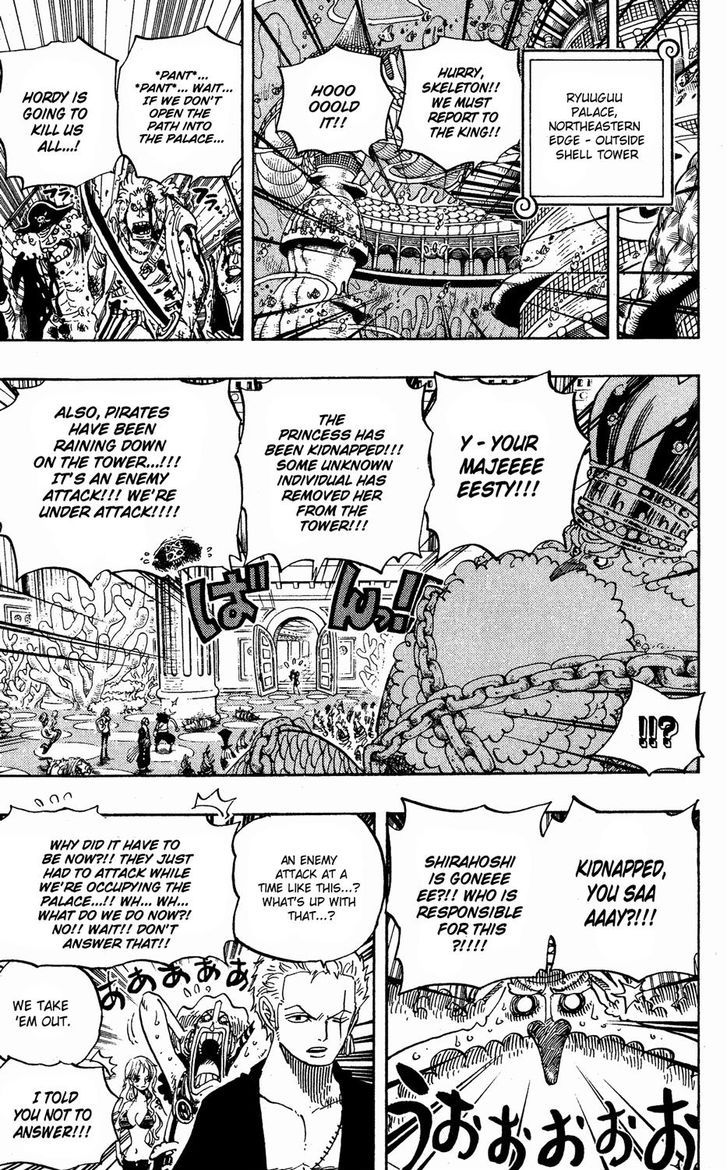 RYUUGUU
PALACE,
NORTHEASTERN
EDGE - OUTSIDE
SHELL TOWER
HURRY,
SKELETON!!
WE MUST
REPORT TO
THE KING!!
HOOO
OOOLD
IT!!
*PANT*...
*PANT*... WAIT...
IF WE DON'T
OPEN THE
PATH INTO
THE PALACE...
HORDY IS
GOING TO
KILL US
ALL...!
Y - YOUR
MAJEEEE
EESTY!!!
THE
PRINCESS HAS
BEEN KIDNAPPED!!!
SOME UNKNOWN
INDIVIDUAL HAS
REMOVED HER
FROM THE
TOWER!!!
ALSO, PIRATES
HAVE BEEN
RAINING DOWN
ON THE TOWER...!!!
IT'S AN ENEMY
ATTACK!!! WE'RE
UNDER ATTACK!!!!
ばんっ!
!!?
KIDNAPPED,
YOU SAA
AAAY?!!!
SHIRAHOSHI
IS GONEEE
EE?!! WHO IS
RESPONSIBLE
FOR THIS
?!!!!
うおおおおお
AN ENEMY
ATTACK AT A
TIME LIKE THIS...?
WHAT'S UP WITH
THAT...?
WHY DID IT HAVE TO
BE NOW?!! THEY JUST
HAD TO ATTACK WHILE
WE'RE OCCUPYING THE
PALACE...!! WH... WH...
WHAT DO WE DO NOW?!
NO!! WAIT!! DON'T
ANSWER THAT!!
おああああ
WE TAKE
'EM OUT.
I TOLD
YOU NOT TO
ANSWER!!!